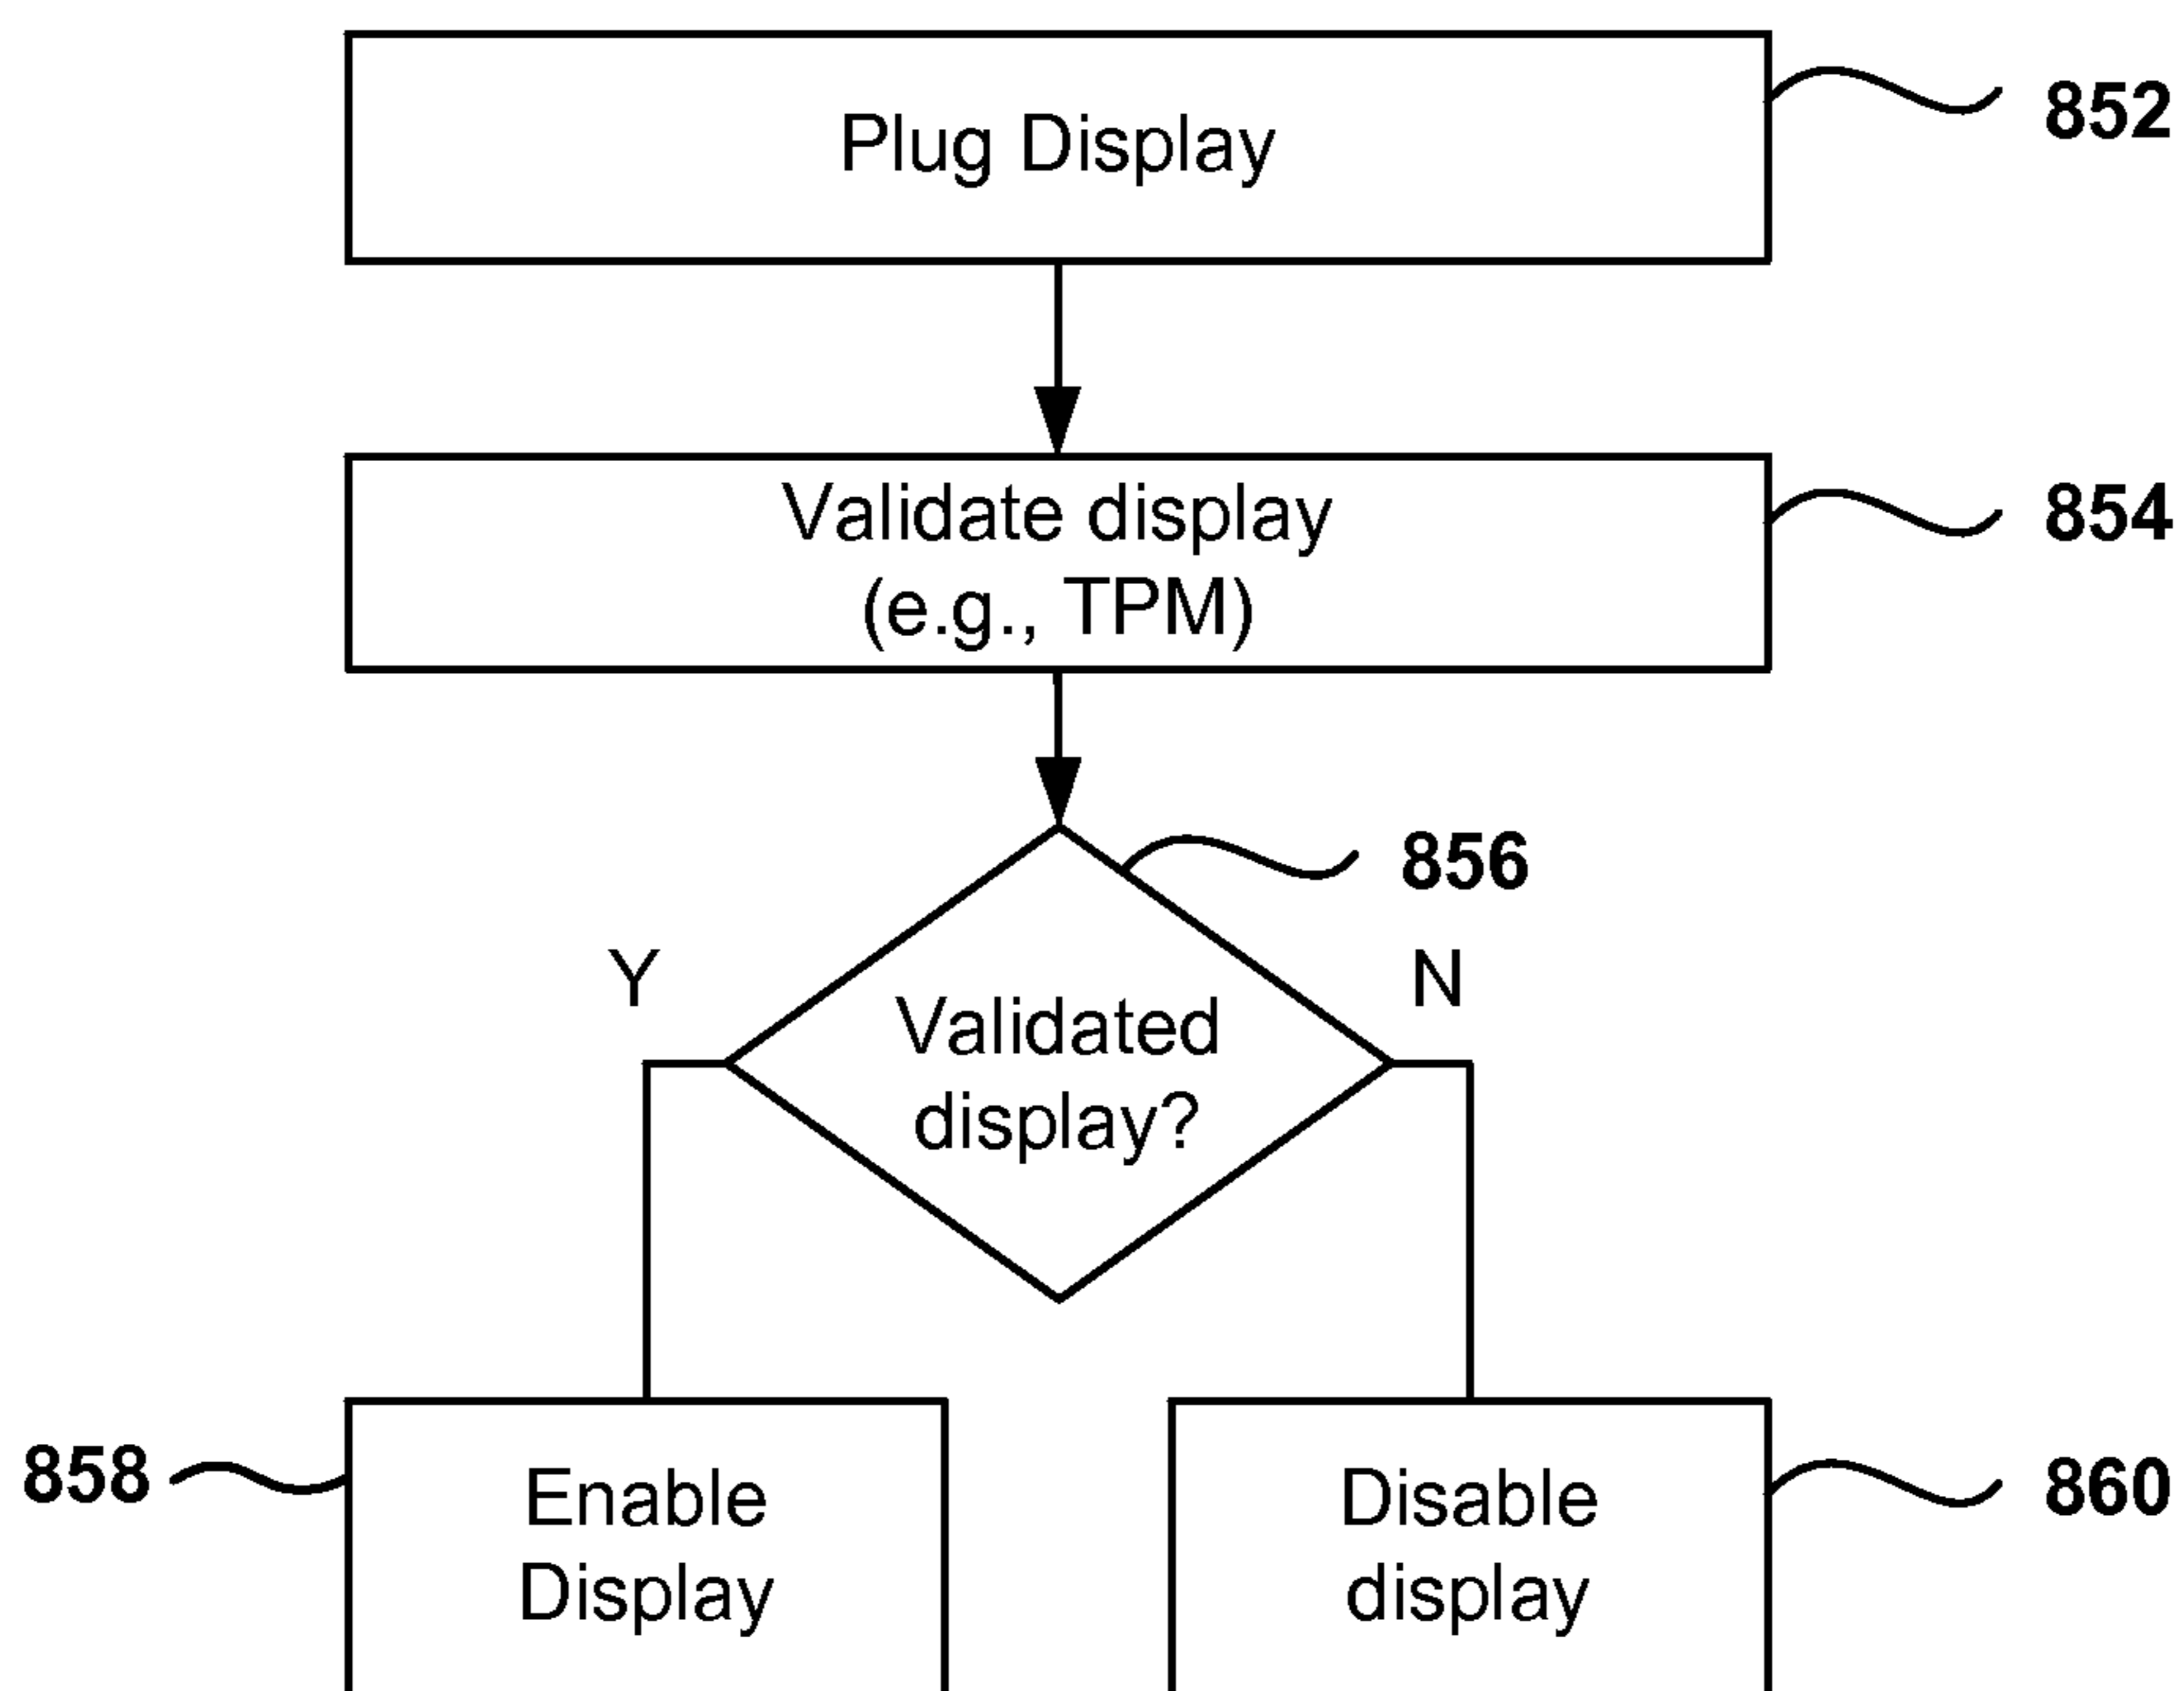 Plug Display
852
Validate display
(e.g., TPM)
854
856
Y
N
Validated
display?
858
Enable
Display
Disable
display
860